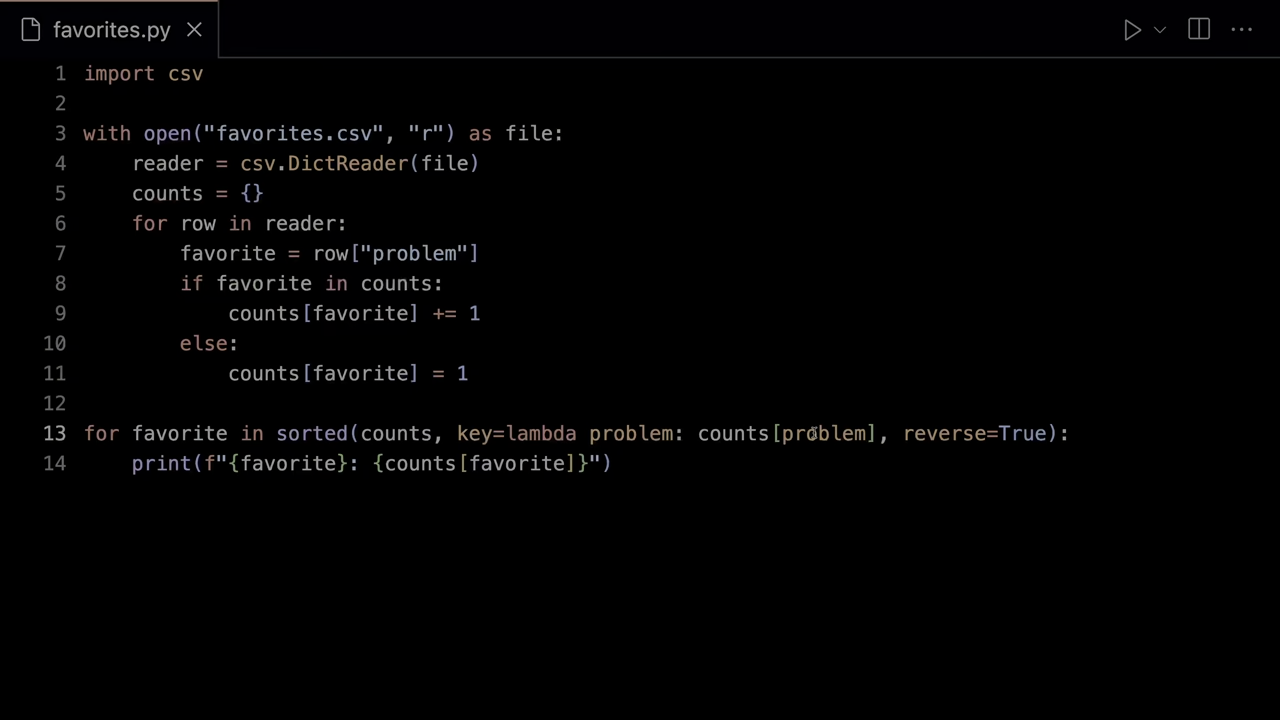 favorites.py
1 import csv
2
3 with open("favorites.csv", "r") as file:
4     reader = csv.DictReader(file)
5     counts = {}
6     for row in reader:
7         favorite = row["problem"]
8         if favorite in counts:
9             counts[favorite] += 1
10         else:
11             counts[favorite] = 1
12
13 for favorite in sorted(counts, key=lambda problem: counts[problem], reverse=True):
14     print(f"{favorite}: {counts[favorite]}")